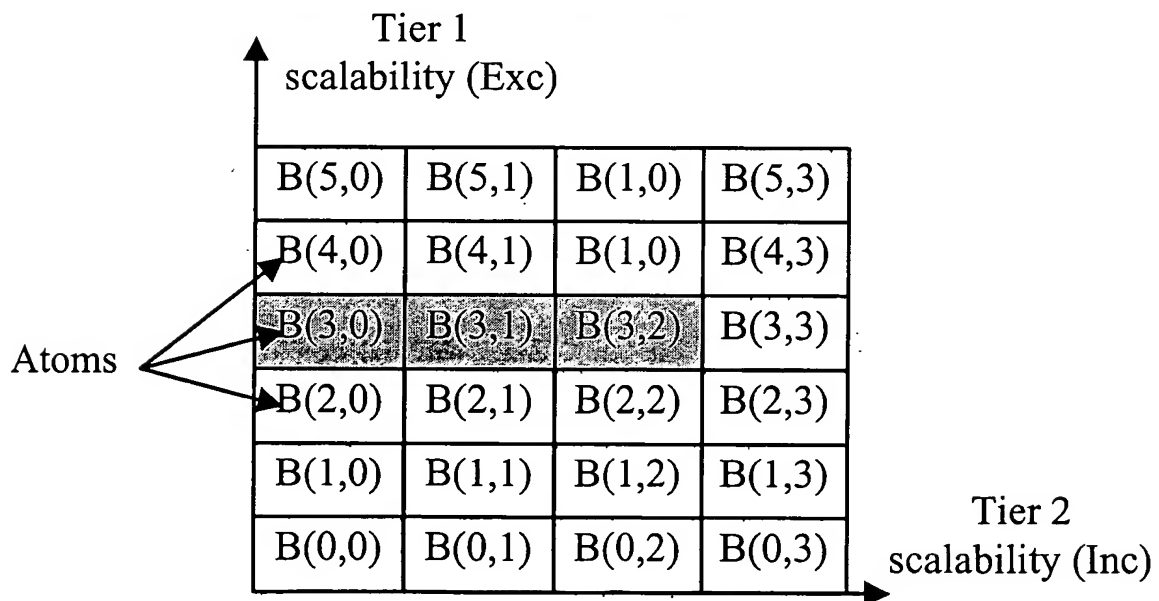 Tier 1
scalability (Exc)
B(5,0) B(5,1) B(1,0) B(5,3)
B(4,0) B(4,1) B(1,0) B(4,3)
B(3,0) B(3,1) B(3,2) B(3,3)
Atoms
B(2,0) B(2,1) B(2,2) B(2,3)
B(1,0) B(1,1) B(1,2) B(1,3)
B(0,0) B(0,1) B(0,2) B(0,3)
Tier 2
scalability (Inc)